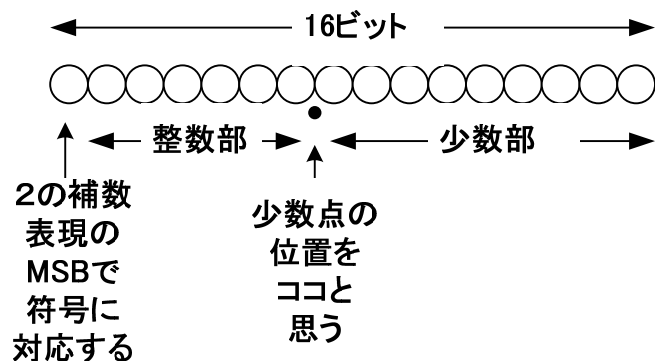 16ビット
整数部
少数部
2の補数
表現の
MSBで
符号に
対応する
少数点の
位置を
ココと
思う